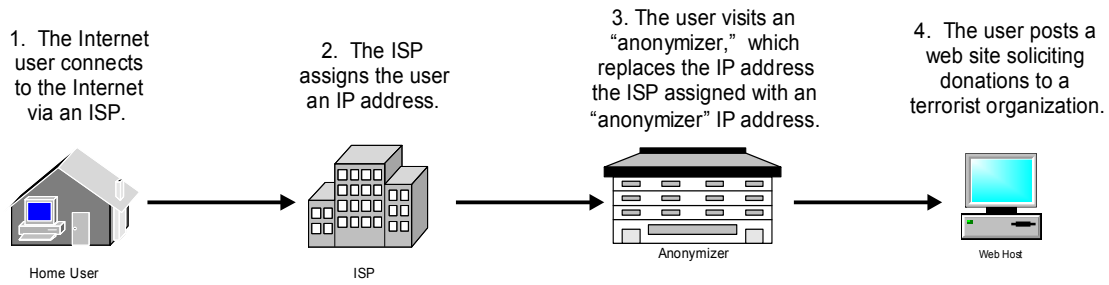 1. The Internet
user connects
to the Internet
via an ISP.
2. The ISP
assigns the user
an IP address.
3. The user visits an
“anonymizer,” which
replaces the IP address
the ISP assigned with an
“anonymizer” IP address.
4. The user posts a
web site soliciting
donations to a
terrorist organization.
Home User
ISP
Anonymizer
Web Host